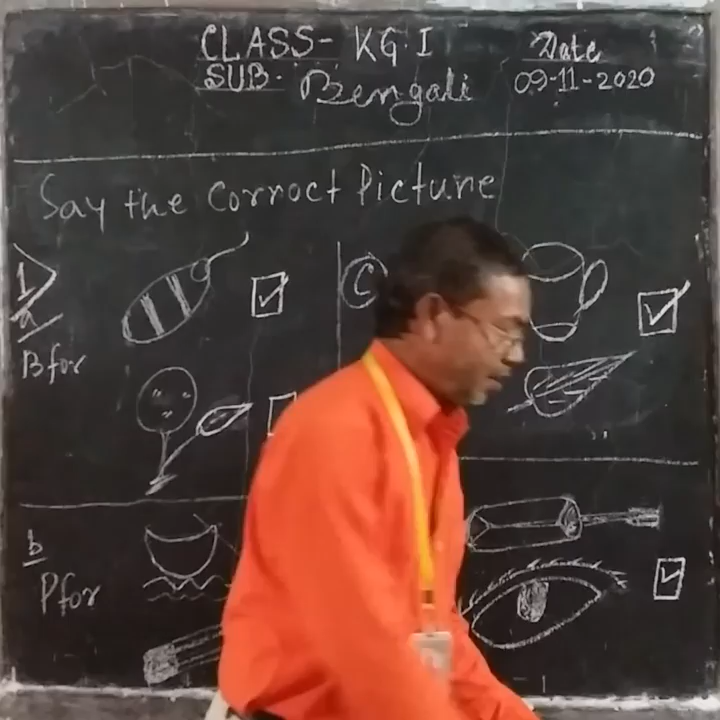 CLASS- KG·I
SUB· Bengali
Date
09-11-2020
Say the Corroct Picture
1>
a
B for
C
b
P for